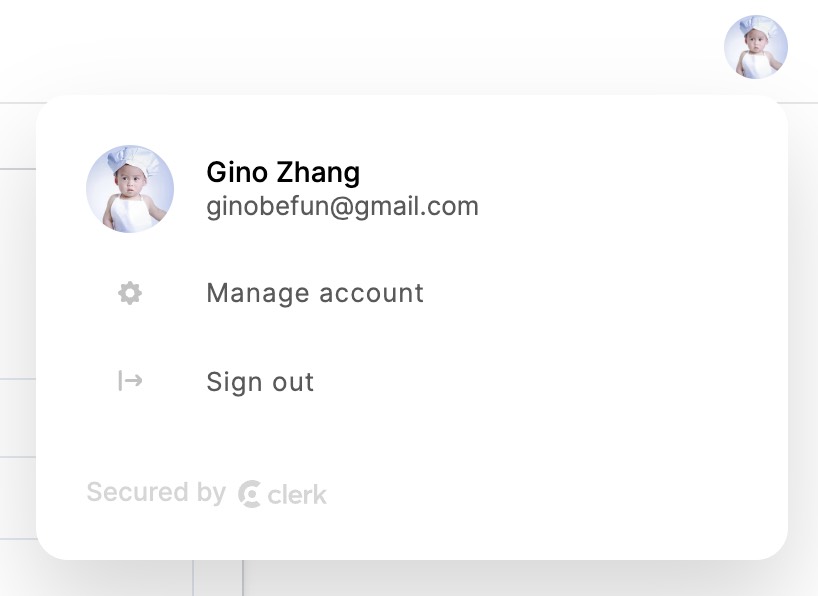 Gino Zhang
ginobefun@gmail.com
Manage account
Sign out
Secured by clerk